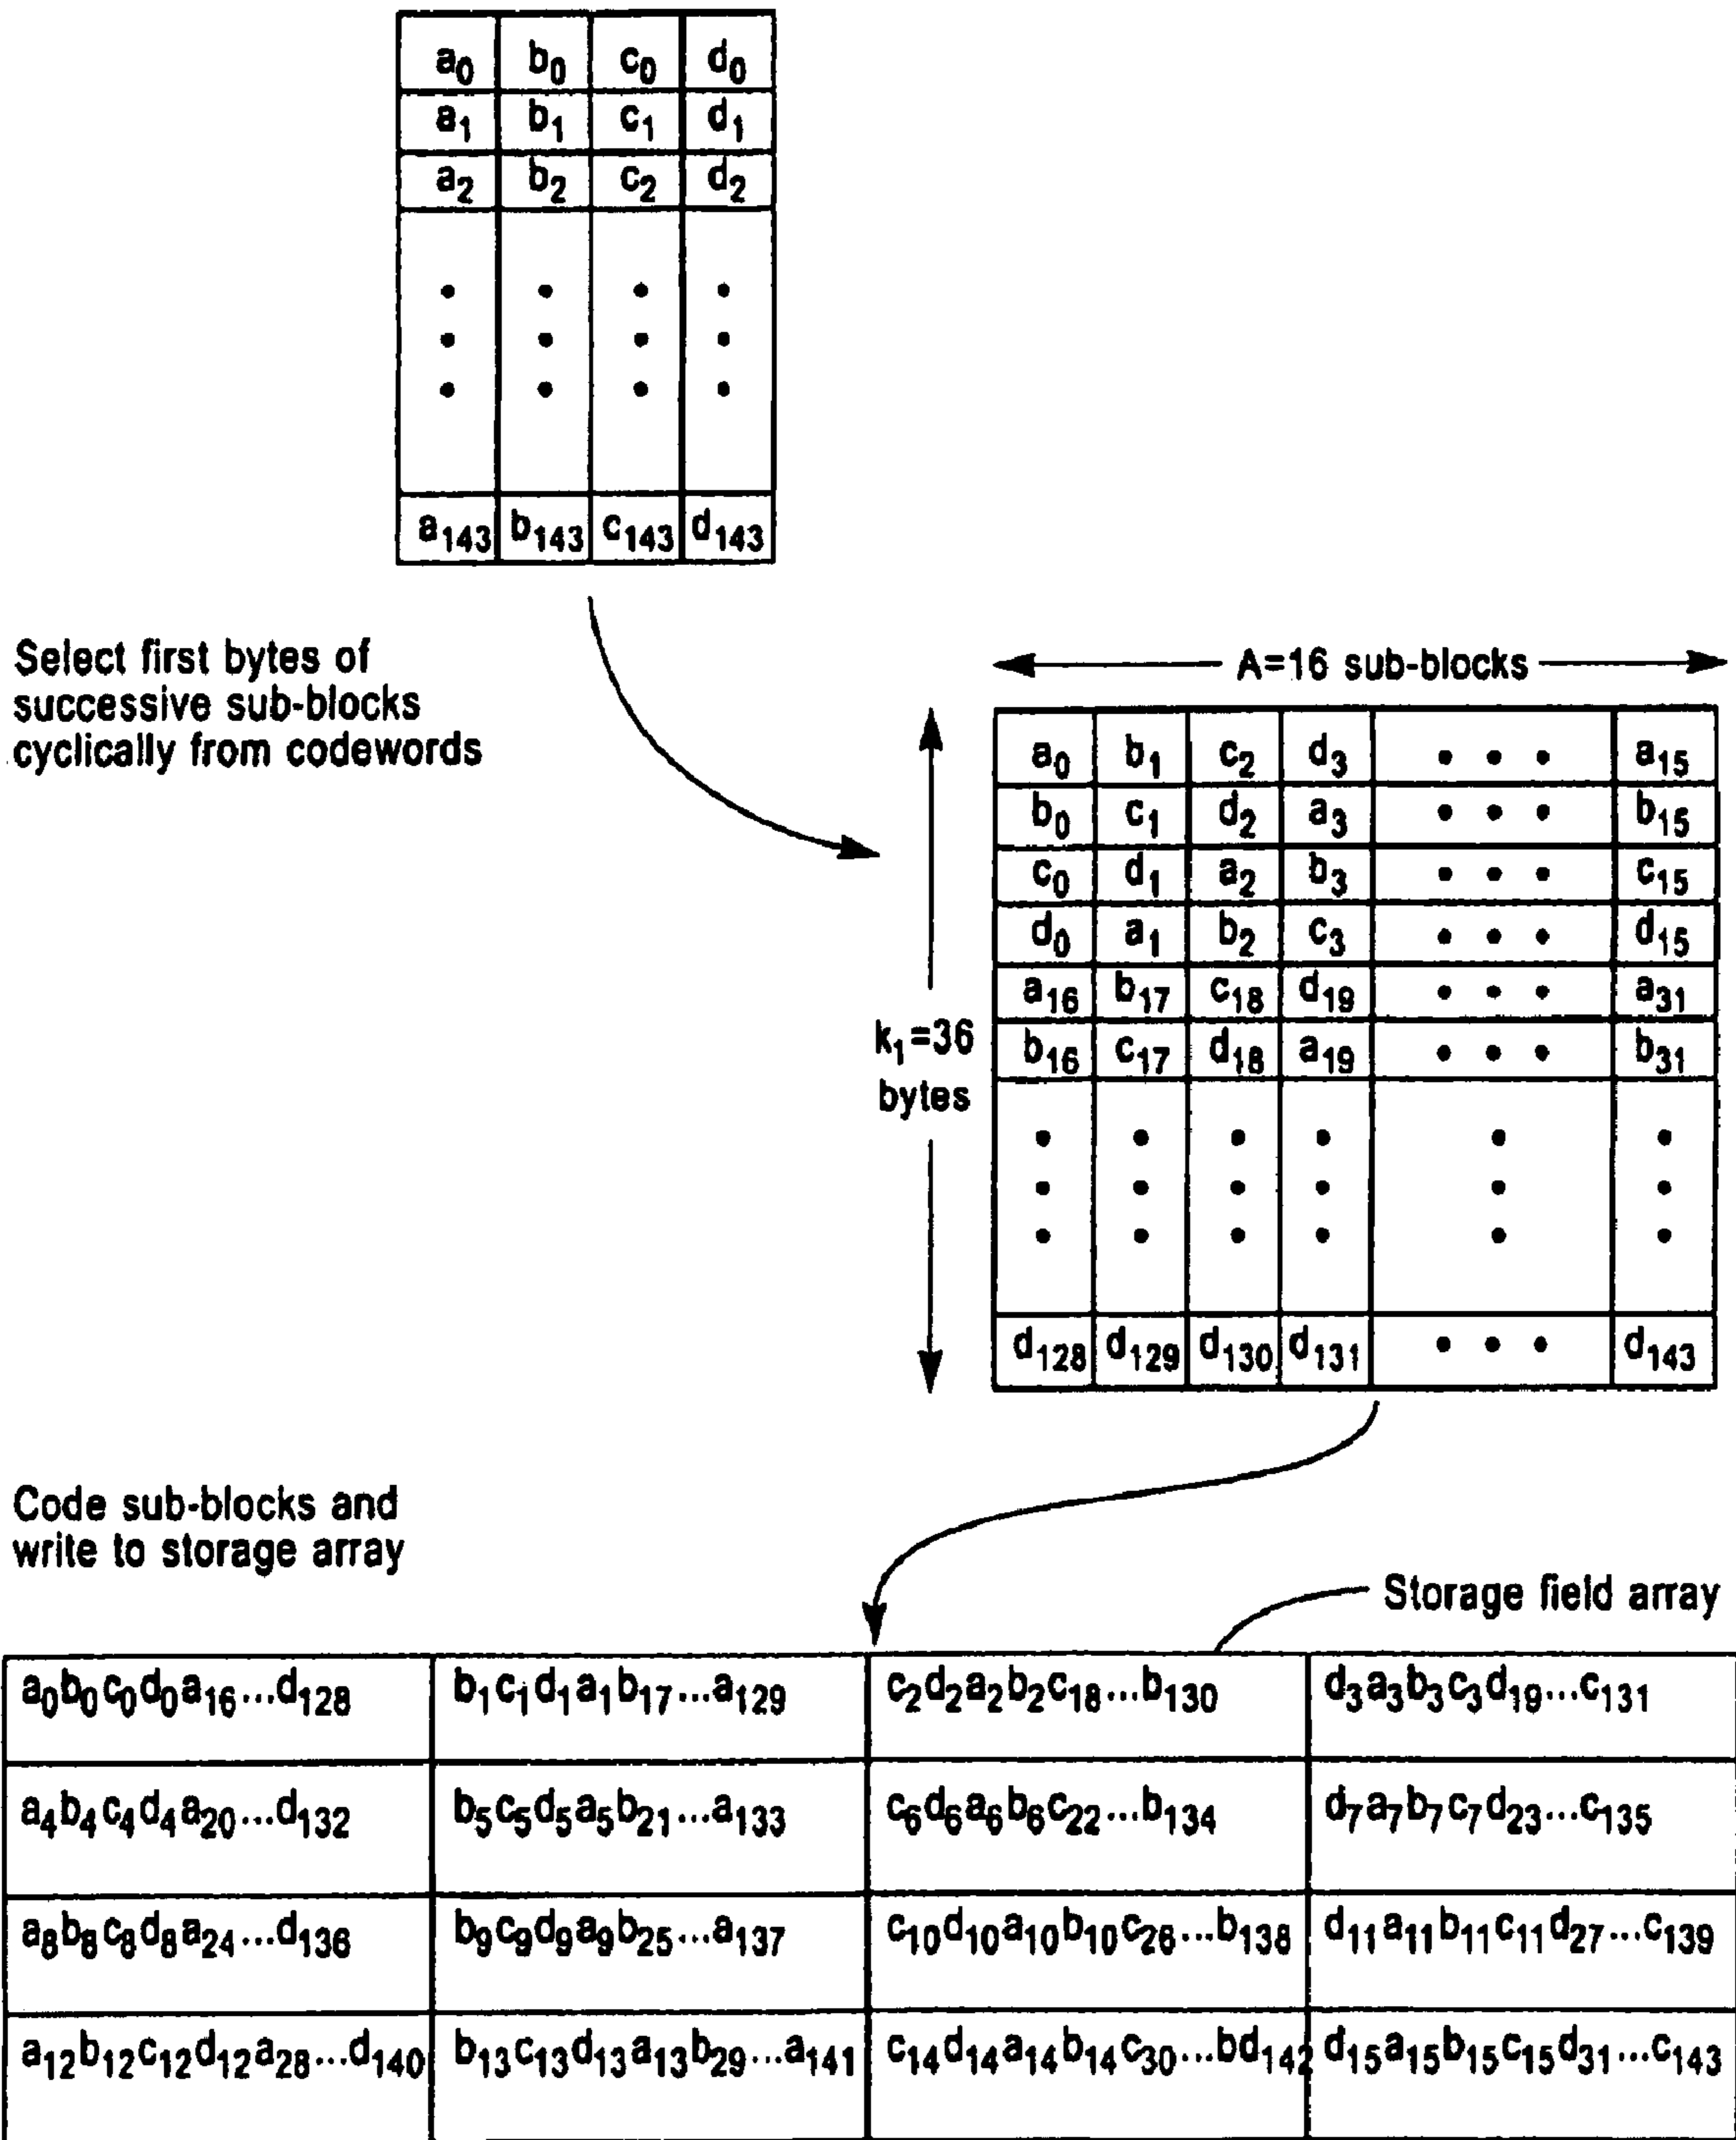 a₀ b₀ c₀ d₀
a₁ b₁ c₁ d₁
a₂ b₂ c₂ d₂
a₁₄₃ b₁₄₃ c₁₄₃ d₁₄₃
Select first bytes of
successive sub-blocks
cyclically from codewords
A=16 sub-blocks
k₁=36
bytes
a₀ b₁ c₂ d₃ • • • a₁₅
b₀ c₁ d₂ a₃ • • • b₁₅
c₀ d₁ a₂ b₃ • • • c₁₅
d₀ a₁ b₂ c₃ • • • d₁₅
a₁₆ b₁₇ c₁₈ d₁₉ • • • a₃₁
b₁₆ c₁₇ d₁₈ a₁₉ • • • b₃₁
d₁₂₈ d₁₂₉ d₁₃₀ d₁₃₁ • • • d₁₄₃
Code sub-blocks and
write to storage array
Storage field array
a₀b₀c₀d₀a₁₆...d₁₂₈ b₁c₁d₁a₁b₁₇...a₁₂₉ c₂d₂a₂b₂c₁₈...b₁₃₀ d₃a₃b₃c₃d₁₉...c₁₃₁
a₄b₄c₄d₄a₂₀...d₁₃₂ b₅c₅d₅a₅b₂₁...a₁₃₃ c₆d₆a₆b₆c₂₂...b₁₃₄ d₇a₇b₇c₇d₂₃...c₁₃₅
a₈b₈c₈d₈a₂₄...d₁₃₆ b₉c₉d₉a₉b₂₅...a₁₃₇ c₁₀d₁₀a₁₀b₁₀c₂₆...b₁₃₈ d₁₁a₁₁b₁₁c₁₁d₂₇...c₁₃₉
a₁₂b₁₂c₁₂d₁₂a₂₈...d₁₄₀ b₁₃c₁₃d₁₃a₁₃b₂₉...a₁₄₁ c₁₄d₁₄a₁₄b₁₄c₃₀...bd₁₄₂ d₁₅a₁₅b₁₅c₁₅d₃₁...c₁₄₃